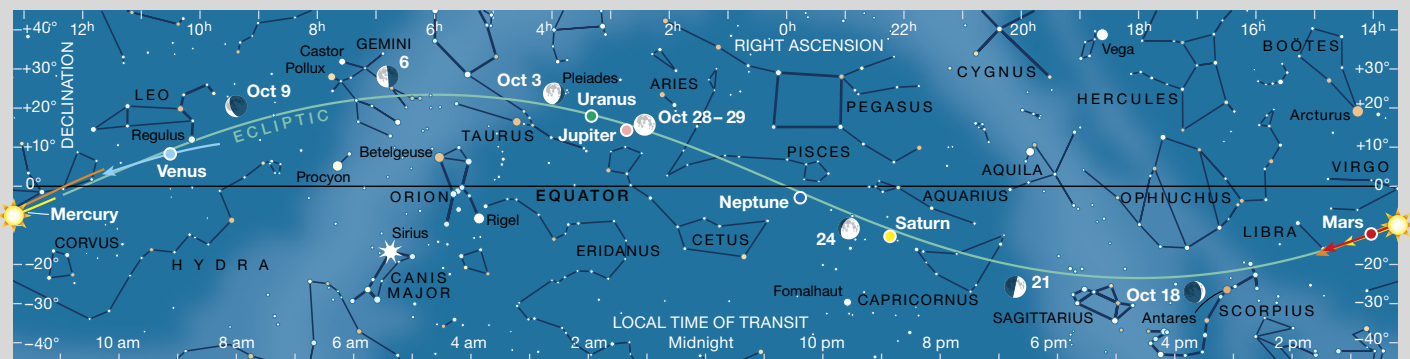 +40° 12h 10h 8h 6h 4h 2h 0h 22h 20h 18h 16h 14h +40°
RIGHT ASCENSION
DECLINATION
Castor
Pollux
GEMINI
6
Oct 3
Pleiades
ARIES
PEGASUS
CYGNUS
Vega
HERCULES
BOÖTES
+30°
+30°
LEO
Oct 9
Uranus
Jupiter
Oct 28–29
Arcturus
+20°
+20°
Regulus
ECLIPTIC
TAURUS
+10°
+10°
Venus
Betelgeuse
Procyon
PISCES
AQUILA
VIRGO
0°
0°
ORION
EQUATOR
AQUARIUS
OPHIUCHUS
Mercury
Rigel
Neptune
Saturn
Mars
Sirius
24
LIBRA
CORVUS
HYDRA
ERIDANUS
CETUS
–20°
–20°
CANIS
MAJOR
Fomalhaut
CAPRICORNUS
21
Oct 18
SAGITTARIUS
Antares
SCORPIUS
–30°
–30°
LOCAL TIME OF TRANSIT
–40° 10 am 8 am 6 am 4 am 2 am Midnight 10 pm 8 pm 6 pm 4 pm 2 pm –40°